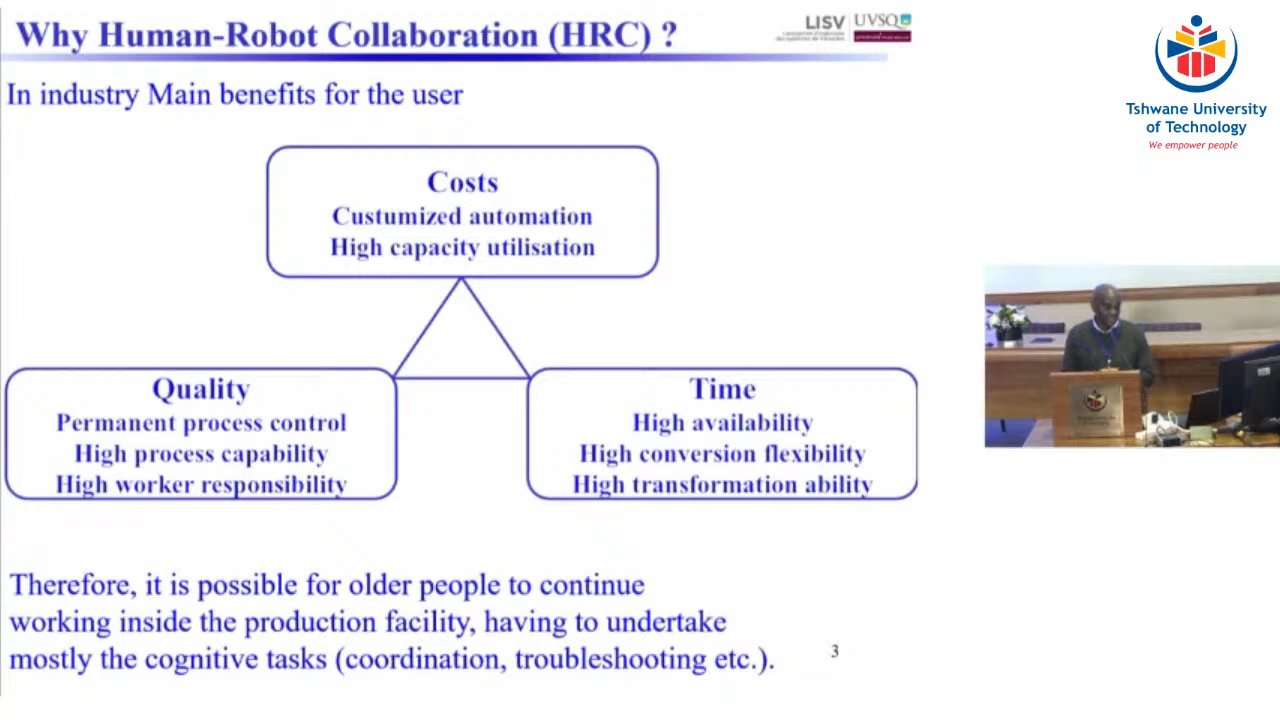 Why Human-Robot Collaboration (HRC) ?
LISV
UVSQ
Tshwane University
of Technology
We empower people
In industry Main benefits for the user
Costs
Custumized automation
High capacity utilisation
Quality
Permanent process control
High process capability
High worker responsibility
Time
High availability
High conversion flexibility
High transformation ability
Therefore, it is possible for older people to continue
working inside the production facility, having to undertake
mostly the cognitive tasks (coordination, troubleshooting etc.).
3